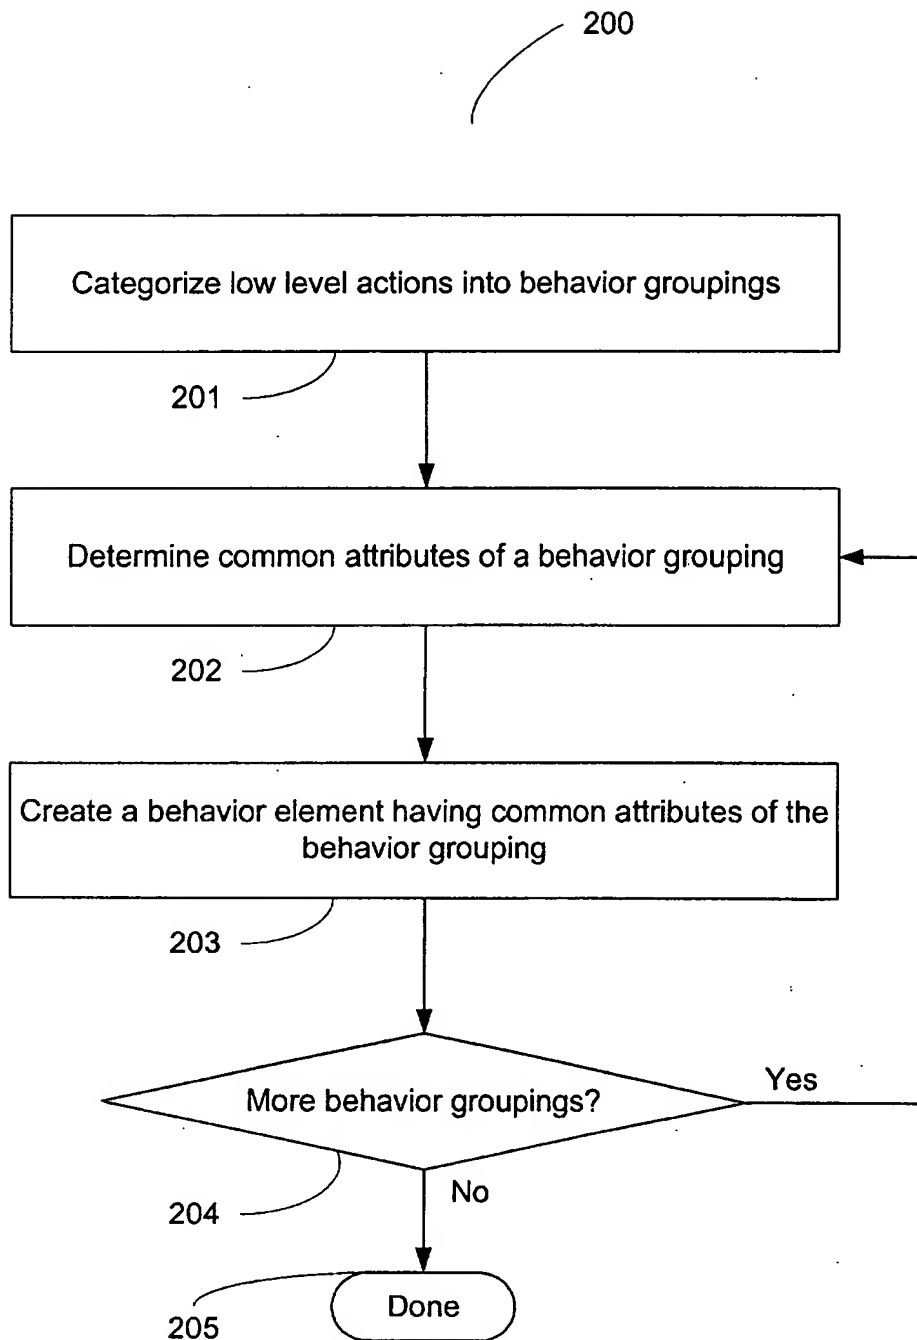 200
Categorize low level actions into behavior groupings
201
Determine common attributes of a behavior grouping
202
Create a behavior element having common attributes of the
behavior grouping
203
More behavior groupings?
Yes
204
No
Done
205